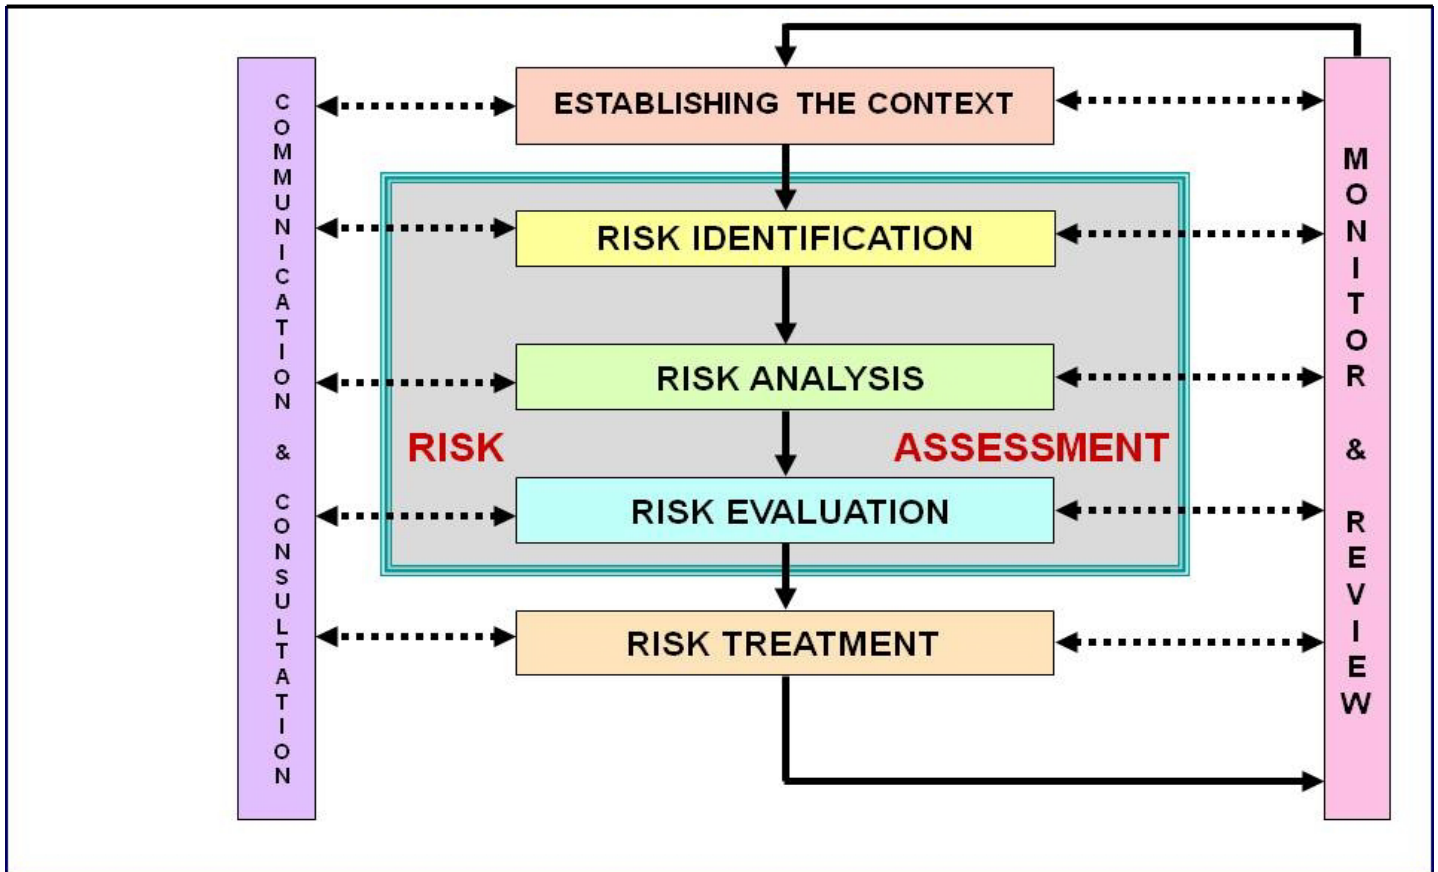 COMMUNICATION & CONSULTATION
ESTABLISHING THE CONTEXT
RISK IDENTIFICATION
RISK ANALYSIS
RISK ASSESSMENT
RISK EVALUATION
RISK TREATMENT
MONITOR & REVIEW